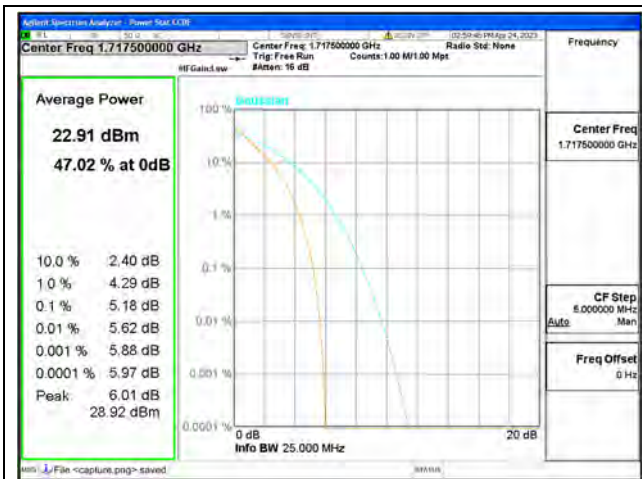 Agilent Spectrum Analyzer - Power Stat CCDF
Center Freq 1.717500000 GHz
Center Freq: 1.717500000 GHz
Radio Std: None
02:59:46 PM Apr 24, 2023
Trig: Free Run
Counts:1.00 M/1.00 Mpt
#IFGain:Low
#Atten: 16 dB
Frequency
Average Power
22.91 dBm
47.02 % at 0dB
10.0 % 2.40 dB
1.0 % 4.29 dB
0.1 % 5.18 dB
0.01 % 5.62 dB
0.001 % 5.88 dB
0.0001 % 5.97 dB
Peak 6.01 dB
28.92 dBm
Gaussian
100 %
10 %
1 %
0.1 %
0.01 %
0.001 %
0.0001 %
0 dB
20 dB
Info BW 25.000 MHz
Center Freq
1.717500000 GHz
CF Step
5.000000 MHz
Auto Man
Freq Offset
0 Hz
MSG File <capture.png> saved
STATUS